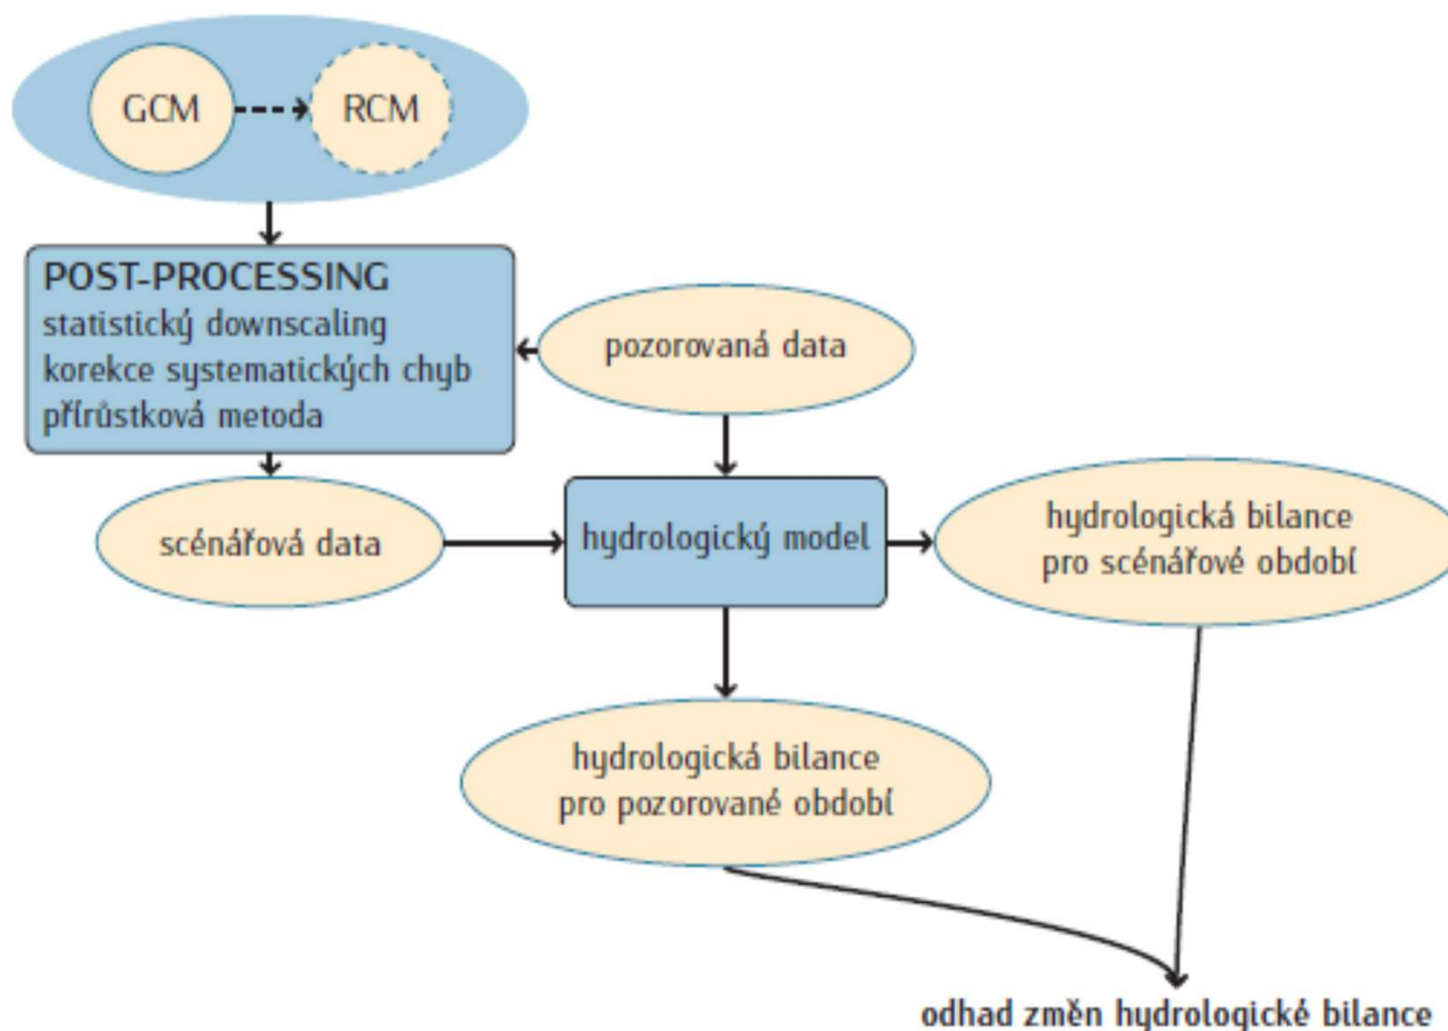 GCM
RCM
POST-PROCESSING
statistický downscaling
korekce systematických chyb
přírůstková metoda
pozorovaná data
scénářová data
hydrologický model
hydrologická bilance
pro scénářové období
hydrologická bilance
pro pozorované období
odhad změn hydrologické bilance